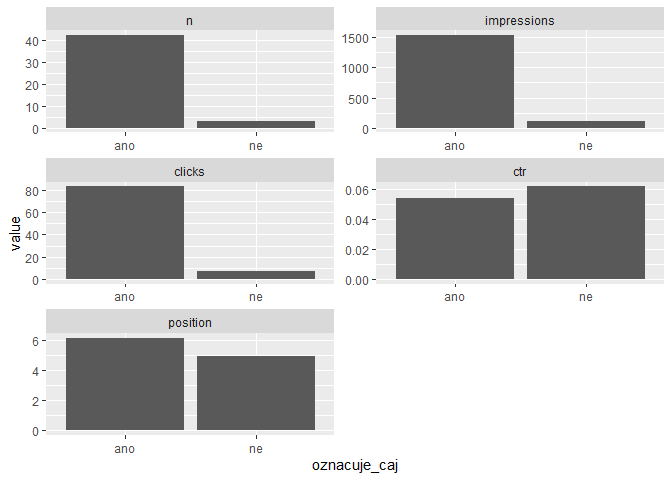 n
impressions
40
30
20
10
0
ano ne
1500
1000
500
0
ano ne
clicks
ctr
80
60
40
20
0
ano ne
0.06
0.04
0.02
0.00
ano ne
position
6
4
2
0
ano ne
value
oznacuje_caj